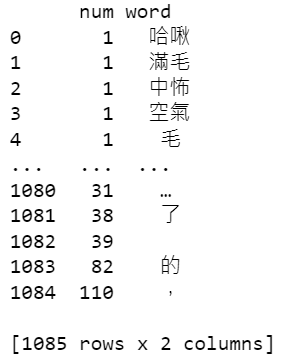 num word
0 1 哈啾
1 1 滿毛
2 1 中怖
3 1 空氣
4 1 毛
... ... ...
1080 31 …
1081 38 了
1082 39
1083 82 的
1084 110 ，
[1085 rows x 2 columns]